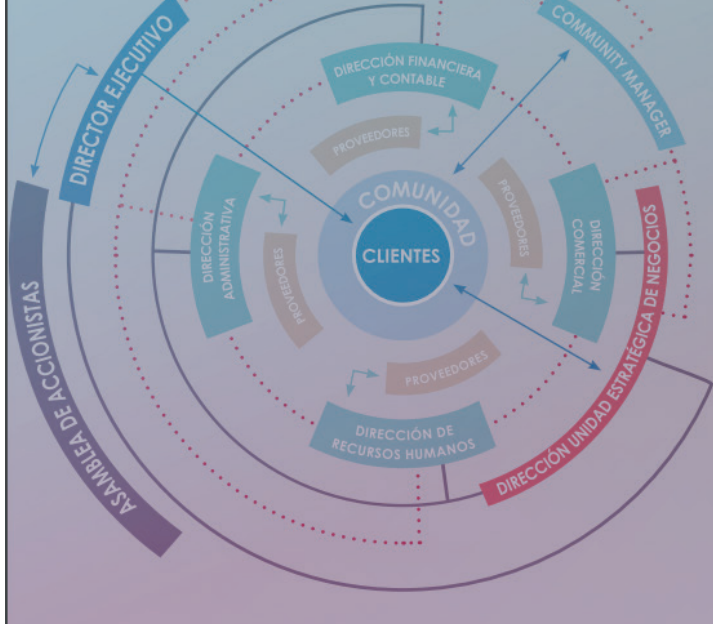 DIRECTOR EJECUTIVO
COMMUNITY MANAGER
DIRECCIÓN FINANCIERA
Y CONTABLE
PROVEEDORES
COMUNIDAD
CLIENTES
PROVEEDORES
DIRECCIÓN
COMERCIAL
DIRECCIÓN
ADMINISTRATIVA
PROVEEDORES
ASAMBLEA DE ACCIONISTAS
DIRECCIÓN UNIDAD ESTRATÉGICA DE NEGOCIOS
PROVEEDORES
DIRECCIÓN DE
RECURSOS HUMANOS